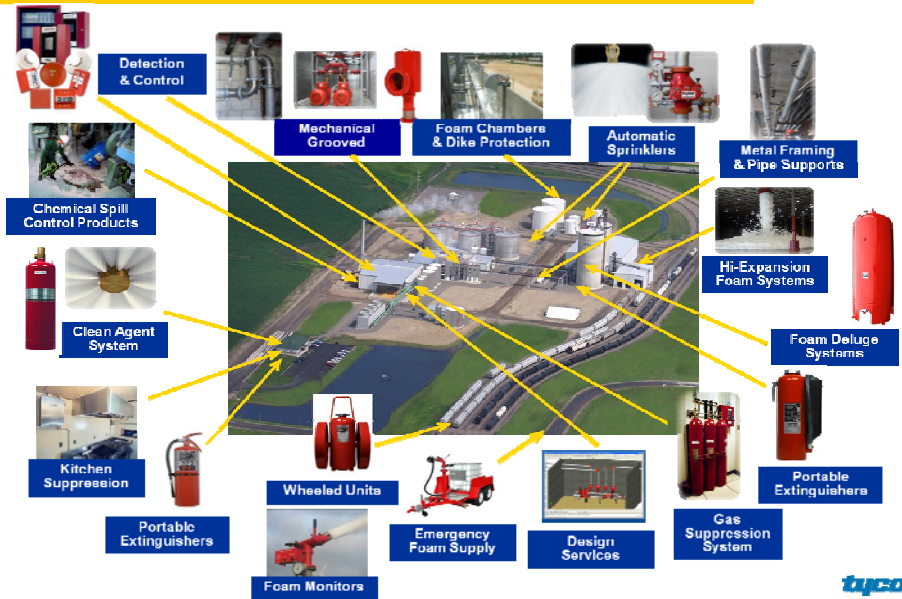 Detection
& Control
Mechanical
Grooved
Foam Chambers
& Dike Protection
Automatic
Sprinklers
Metal Framing
& Pipe Supports
Chemical Spill
Control Products
Hi-Expansion
Foam Systems
Clean Agent
System
Foam Deluge
Systems
Kitchen
Suppression
Wheeled Units
Portable
Extinguishers
Portable
Extinguishers
Emergency
Foam Supply
Design
Services
Gas
Suppression
System
Foam Monitors
tyco